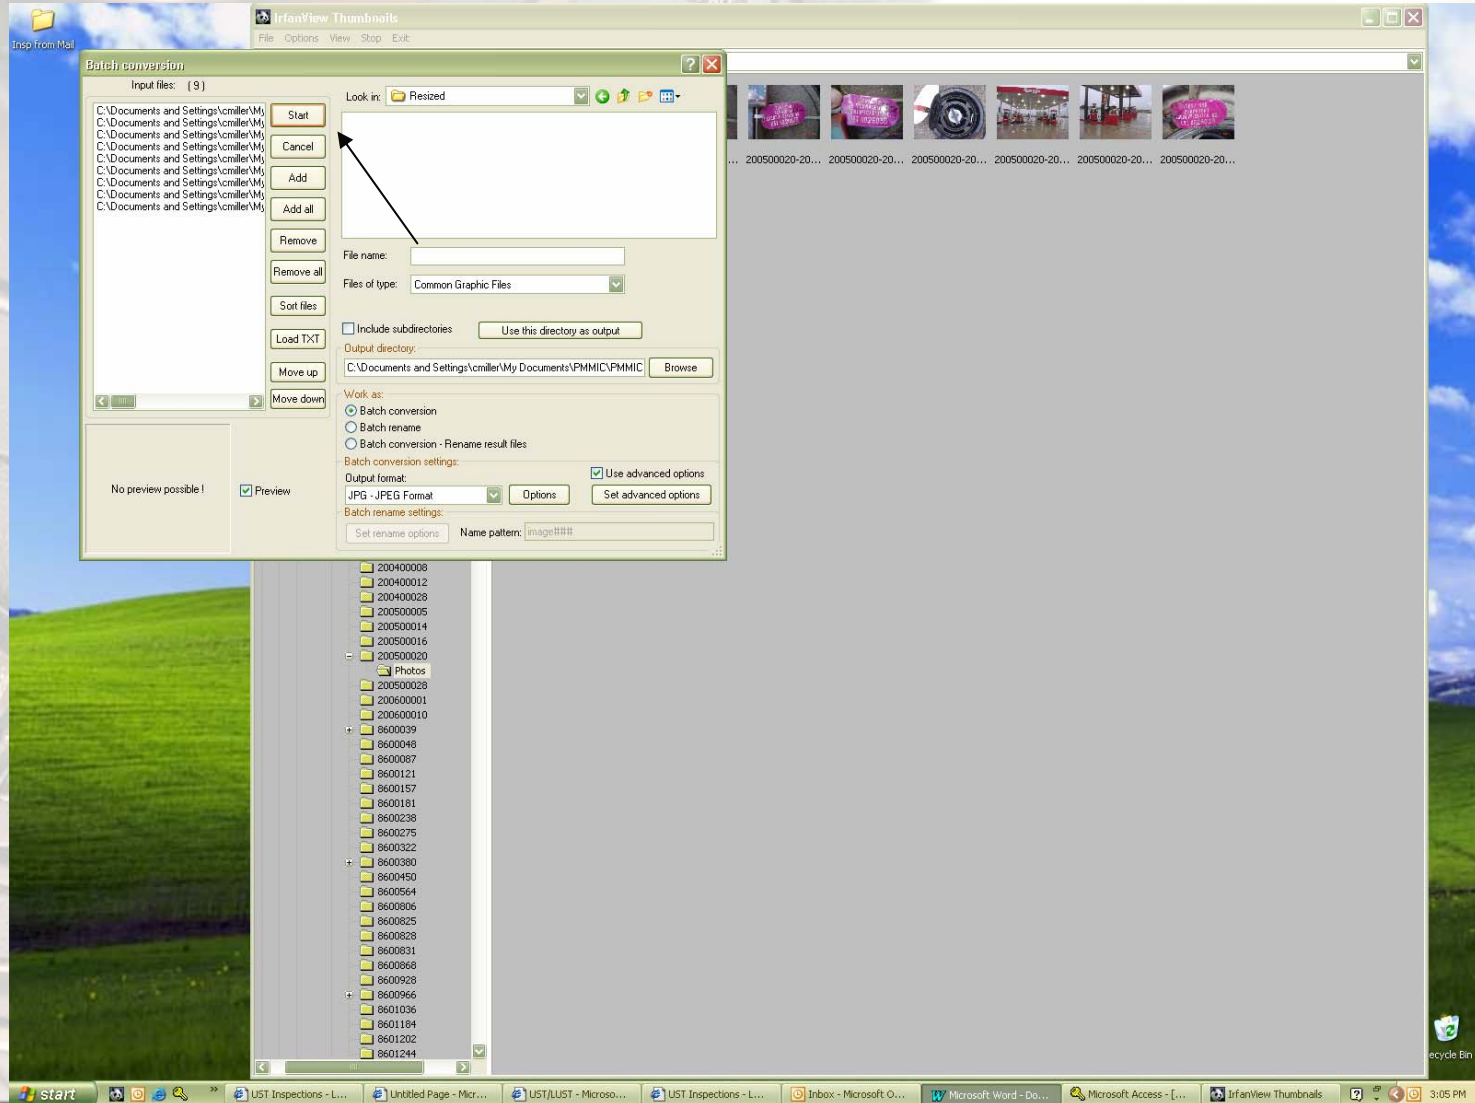 Insp from Mail
IrfanView Thumbnails
File Options View Stop Exit
Batch conversion
Input files: ( 9 )
C:\Documents and Settings\cmiller\My
C:\Documents and Settings\cmiller\My
C:\Documents and Settings\cmiller\My
C:\Documents and Settings\cmiller\My
C:\Documents and Settings\cmiller\My
C:\Documents and Settings\cmiller\My
C:\Documents and Settings\cmiller\My
C:\Documents and Settings\cmiller\My
C:\Documents and Settings\cmiller\My
Start
Cancel
Add
Add all
Remove
Remove all
Sort files
Load TXT
Move up
Move down
Look in: Resized
File name:
Files of type: Common Graphic Files
Include subdirectories Use this directory as output
Output directory:
C:\Documents and Settings\cmiller\My Documents\PMMIC\PMMIC Browse
Work as:
Batch conversion
Batch rename
Batch conversion - Rename result files
Batch conversion settings:
Use advanced options
Output format:
JPG - JPEG Format Options Set advanced options
Batch rename settings:
Set rename options Name pattern: image###
No preview possible ! Preview
... 200500020-20... 200500020-20... 200500020-20... 200500020-20... 200500020-20... 200500020-20...
200400008
200400012
200400028
200500005
200500014
200500016
200500020
Photos
200500028
200600001
200600010
8600039
8600048
8600087
8600121
8600157
8600181
8600238
8600275
8600322
8600380
8600450
8600564
8600806
8600825
8600828
8600831
8600868
8600928
8600966
8601036
8601184
8601202
8601244
ecycle Bin
start UST Inspections - L... Untitled Page - Micr... UST/LUST - Microso... UST Inspections - L... Inbox - Microsoft O... Microsoft Word - Do... Microsoft Access - [... IrfanView Thumbnails 3:05 PM